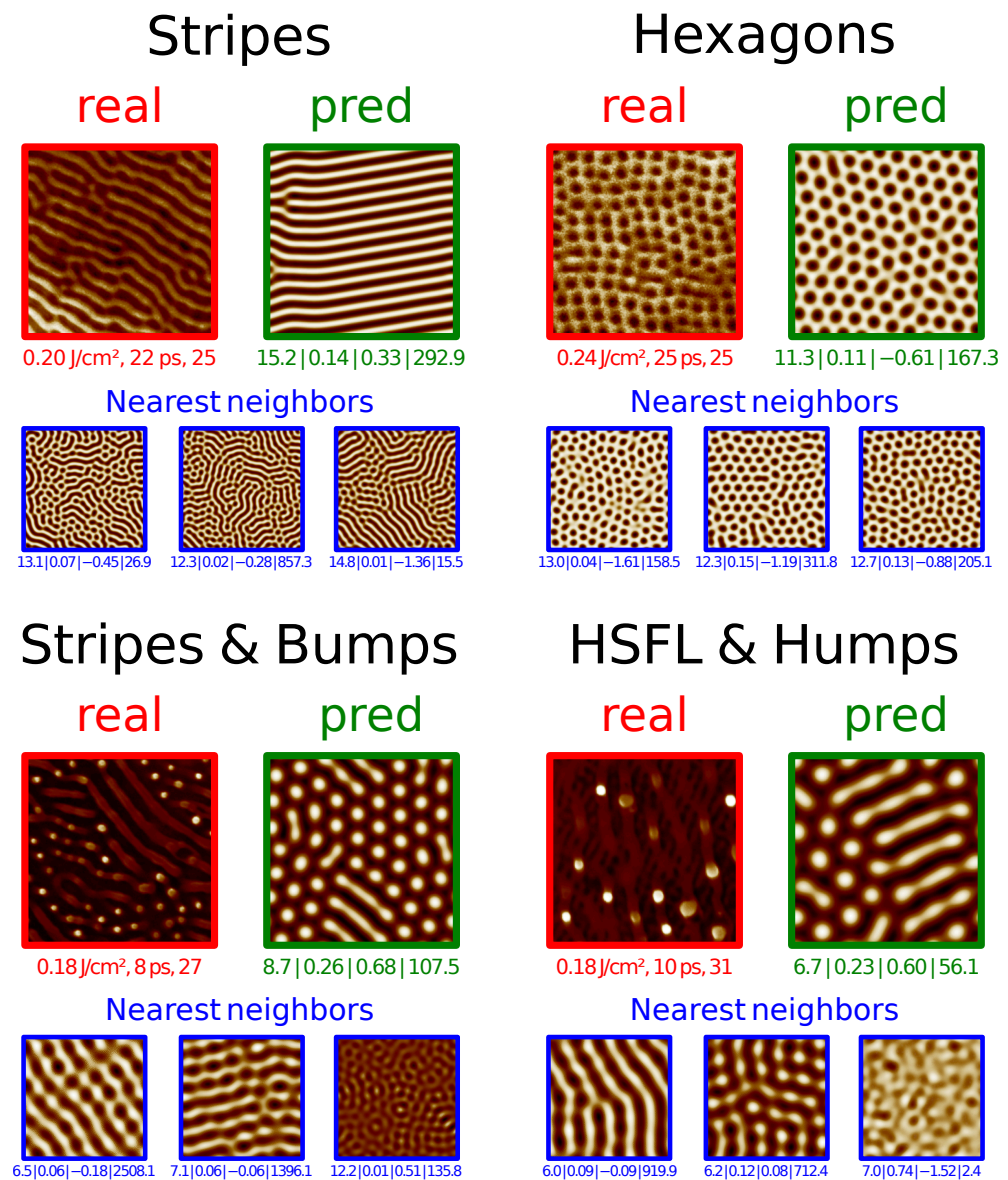 Stripes
real pred
0.20 J/cm², 22 ps, 25 15.2 | 0.14 | 0.33 | 292.9
Nearest neighbors
13.1|0.07|−0.45|26.9 12.3|0.02|−0.28|857.3 14.8|0.01|−1.36|15.5
Hexagons
real pred
0.24 J/cm², 25 ps, 25 11.3 | 0.11 | −0.61 | 167.3
Nearest neighbors
13.0|0.04|−1.61|158.5 12.3|0.15|−1.19|311.8 12.7|0.13|−0.88|205.1
Stripes & Bumps
real pred
0.18 J/cm², 8 ps, 27 8.7 | 0.26 | 0.68 | 107.5
Nearest neighbors
6.5|0.06|−0.18|2508.1 7.1|0.06|−0.06|1396.1 12.2|0.01|0.51|135.8
HSFL & Humps
real pred
0.18 J/cm², 10 ps, 31 6.7 | 0.23 | 0.60 | 56.1
Nearest neighbors
6.0|0.09|−0.09|919.9 6.2|0.12|0.08|712.4 7.0|0.74|−1.52|2.4